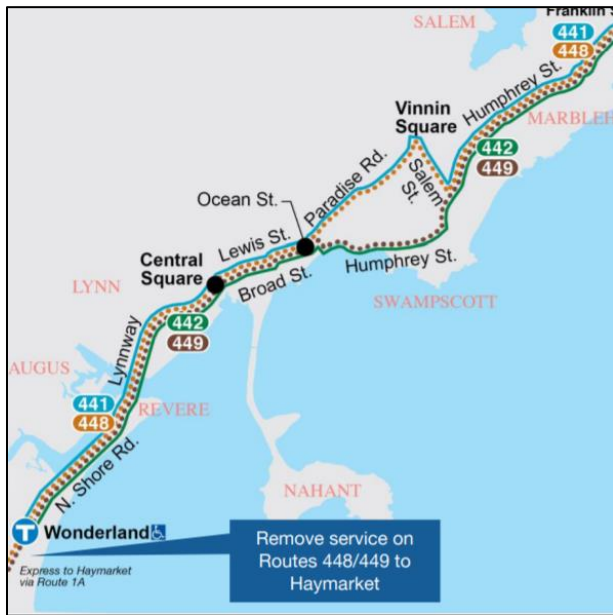 SALEM
Franklin S
441
448
Humphrey St.
MARBLEH
Vinnin
Square
442
449
Paradise Rd.
Salem
St.
Ocean St.
Lewis St.
Central
Square
Broad St.
Humphrey St.
LYNN
SWAMPSCOTT
442
449
Lynnway
AUGUS
441
448
REVERE
N. Shore Rd.
NAHANT
T Wonderland
Express to Haymarket
via Route 1A
Remove service on
Routes 448/449 to
Haymarket